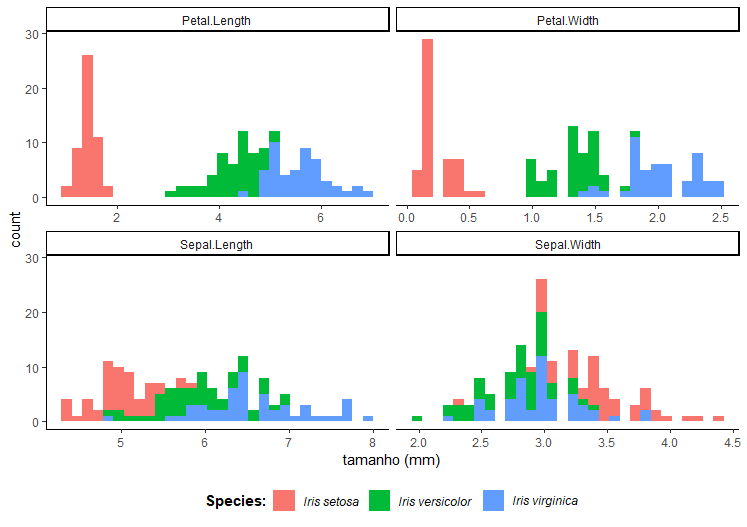 Petal.Length Petal.Width
30
20
10
0
2 4 6 0.0 0.5 1.0 1.5 2.0 2.5
count
Sepal.Length Sepal.Width
30
20
10
0
5 6 7 8 2.0 2.5 3.0 3.5 4.0 4.5
tamanho (mm)
Species: Iris setosa Iris versicolor Iris virginica